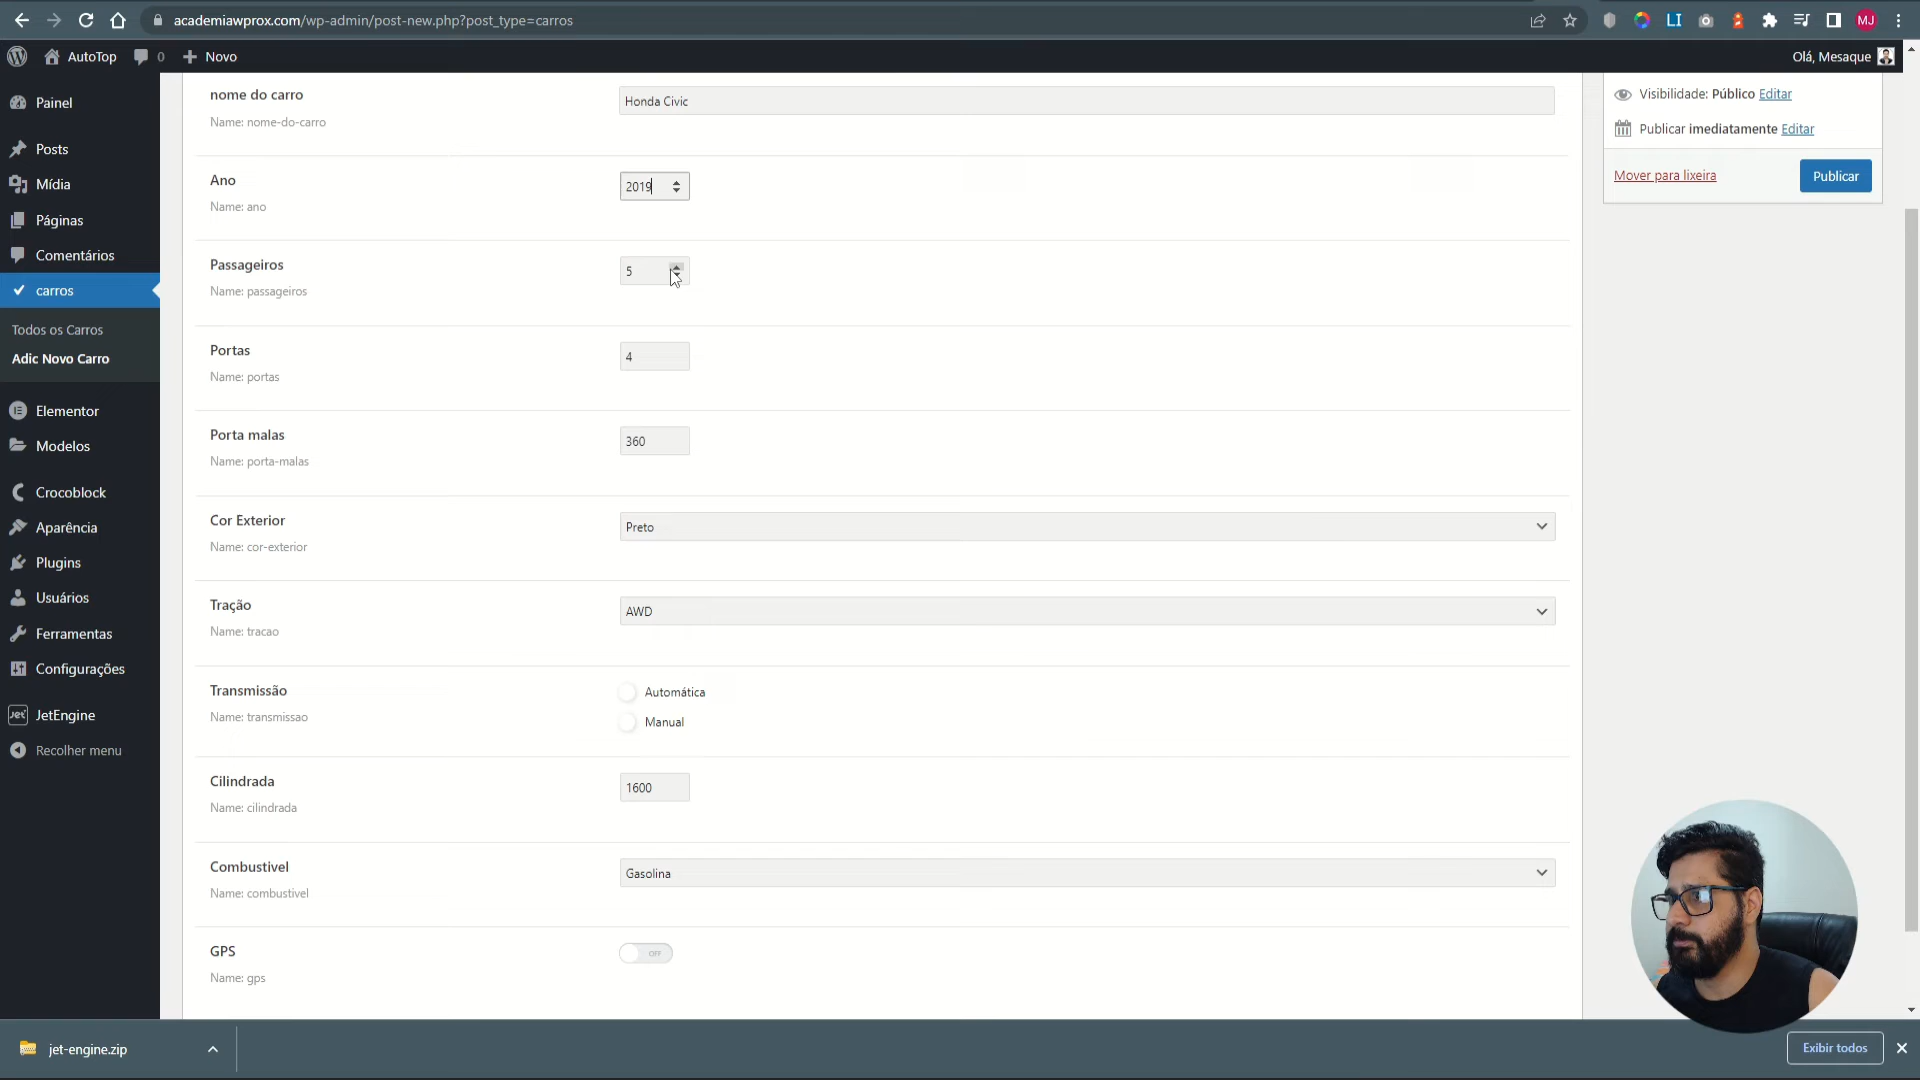 academiawprox.com/wp-admin/post-new.php?post_type=carros
LI
MJ
AutoTop
0
Novo
Olá, Mesaque
Painel
Posts
Mídia
Páginas
Comentários
carros
Todos os Carros
Adic Novo Carro
Elementor
Modelos
Crocoblock
Aparência
Plugins
Usuários
Ferramentas
Configurações
Jet
JetEngine
Recolher menu
nome do carro
Name: nome-do-carro
Honda Civic
Ano
Name: ano
2019
Passageiros
Name: passageiros
5
Portas
Name: portas
4
Porta malas
Name: porta-malas
360
Cor Exterior
Name: cor-exterior
Preto
Tração
Name: tracao
AWD
Transmissão
Name: transmissao
Automática
Manual
Cilindrada
Name: cilindrada
1600
Combustivel
Name: combustivel
Gasolina
GPS
Name: gps
OFF
Visibilidade: Público Editar
Publicar imediatamente Editar
Mover para lixeira
Publicar
jet-engine.zip
Exibir todos